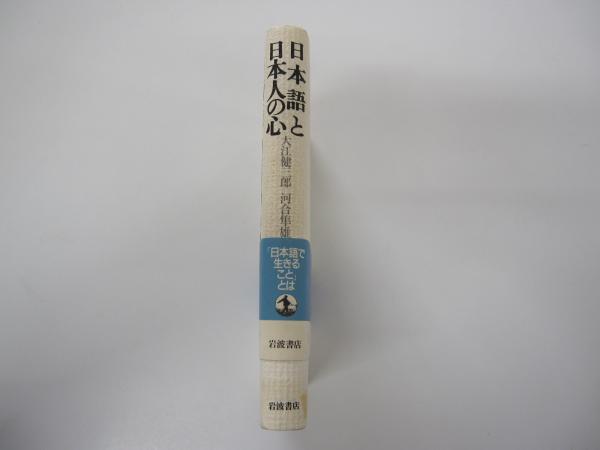 日本語と
日本人の心
大江健三郎 河合隼雄
「日本語で
生きる
こと」
とは
岩波書店
岩波書店